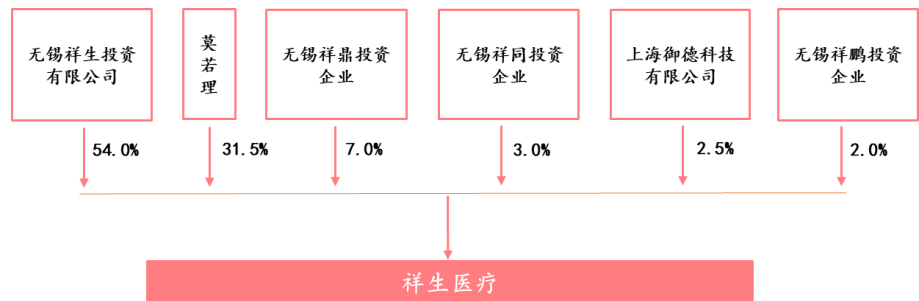 无锡祥生投资
有限公司
莫若理
无锡祥鼎投资
企业
无锡祥同投资
企业
上海御德科技
有限公司
无锡祥鹏投资
企业
54.0%
31.5%
7.0%
3.0%
2.5%
2.0%
祥生医疗